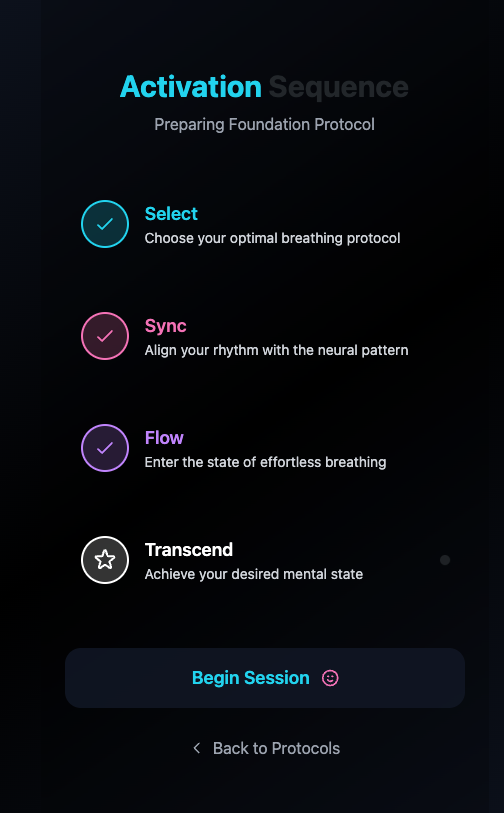 Activation Sequence
Preparing Foundation Protocol
Select
Choose your optimal breathing protocol
Sync
Align your rhythm with the neural pattern
Flow
Enter the state of effortless breathing
Transcend
Achieve your desired mental state
Begin Session
Back to Protocols